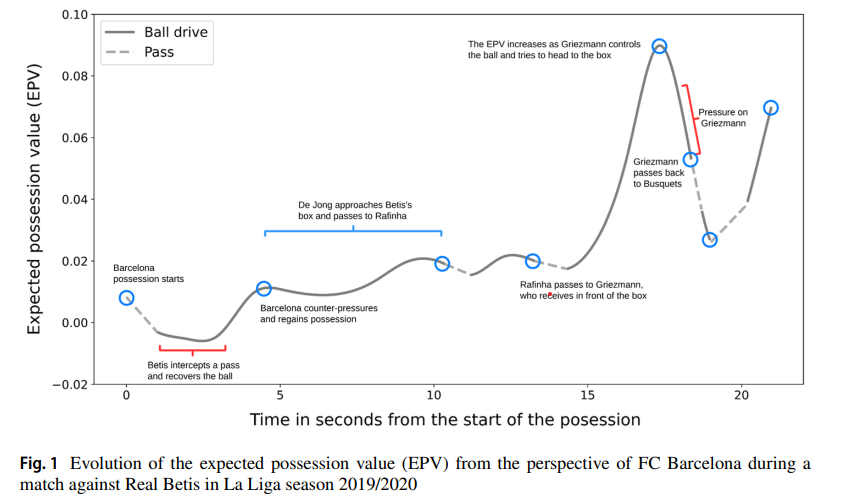 0.10
0.08
0.06
0.04
0.02
0.00
−0.02
Expected possession value (EPV)
Ball drive
Pass
The EPV increases as Griezmann controls
the ball and tries to head to the box
Pressure on
Griezmann
Griezmann
passes back
to Busquets
De Jong approaches Betis's
box and passes to Rafinha
Barcelona
possession starts
Barcelona counter-pressures
and regains possession
Rafinha passes to Griezmann,
who receives in front of the box
Betis intercepts a pass
and recovers the ball
0 5 10 15 20
Time in seconds from the start of the posession
Fig. 1 Evolution of the expected possession value (EPV) from the perspective of FC Barcelona during a
match against Real Betis in La Liga season 2019/2020